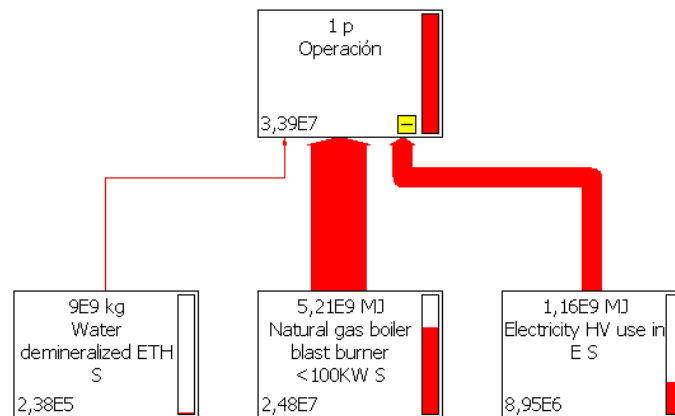 1 p
Operación
3,39E7
9E9 kg
Water
demineralized ETH
S
2,38E5
5,21E9 MJ
Natural gas boiler
blast burner
<100KW S
2,48E7
1,16E9 MJ
Electricity HV use in
E S
8,95E6